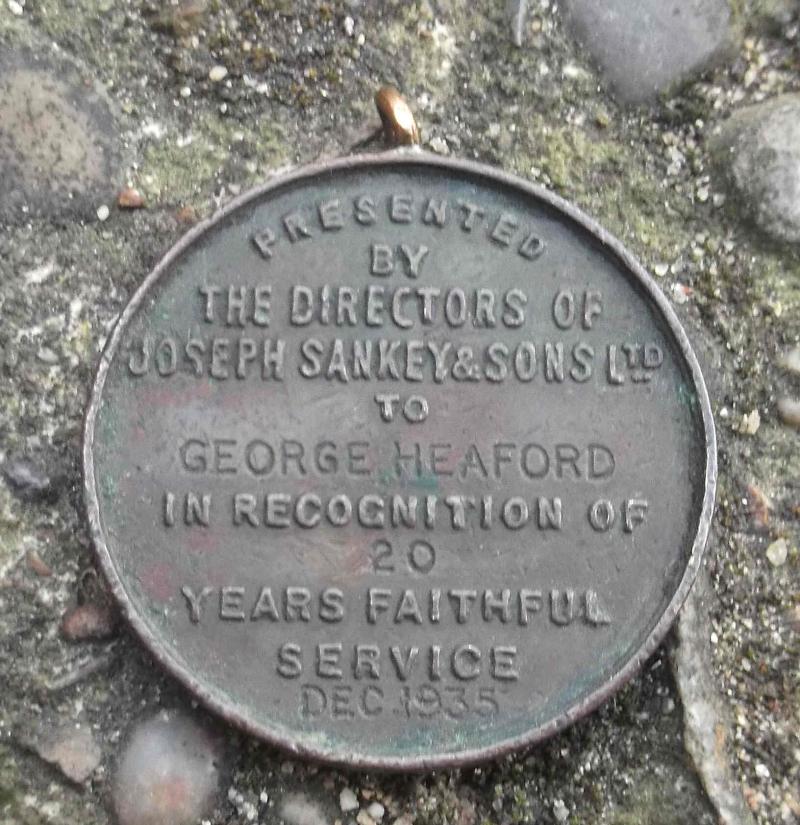 PRESENTED
BY
THE DIRECTORS OF
JOSEPH SANKEY & SONS LTD
TO
GEORGE HEAFORD
IN RECOGNITION OF
20
YEARS FAITHFUL
SERVICE
DEC 1935